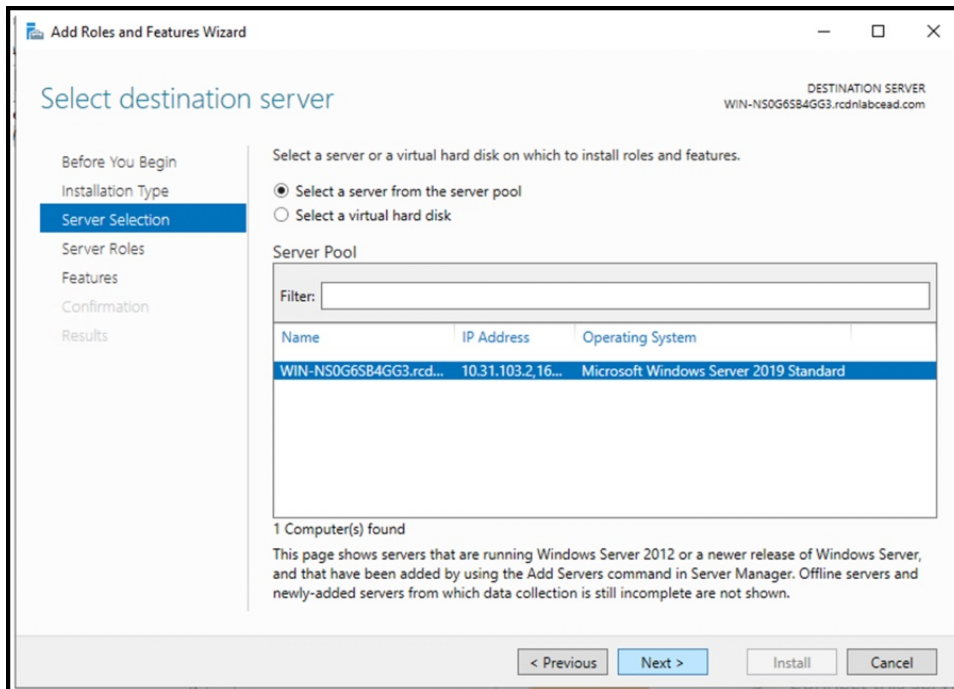 Add Roles and Features Wizard
Select destination server
DESTINATION SERVER
WIN-NS0G6SB4GG3.rcdnlabcead.com
Before You Begin
Installation Type
Server Selection
Server Roles
Features
Confirmation
Results
Select a server or a virtual hard disk on which to install roles and features.
Select a server from the server pool
Select a virtual hard disk
Server Pool
Filter:
Name IP Address Operating System
WIN-NS0G6SB4GG3.rcd... 10.31.103.2,16... Microsoft Windows Server 2019 Standard
1 Computer(s) found
This page shows servers that are running Windows Server 2012 or a newer release of Windows Server,
and that have been added by using the Add Servers command in Server Manager. Offline servers and
newly-added servers from which data collection is still incomplete are not shown.
< Previous Next > Install Cancel